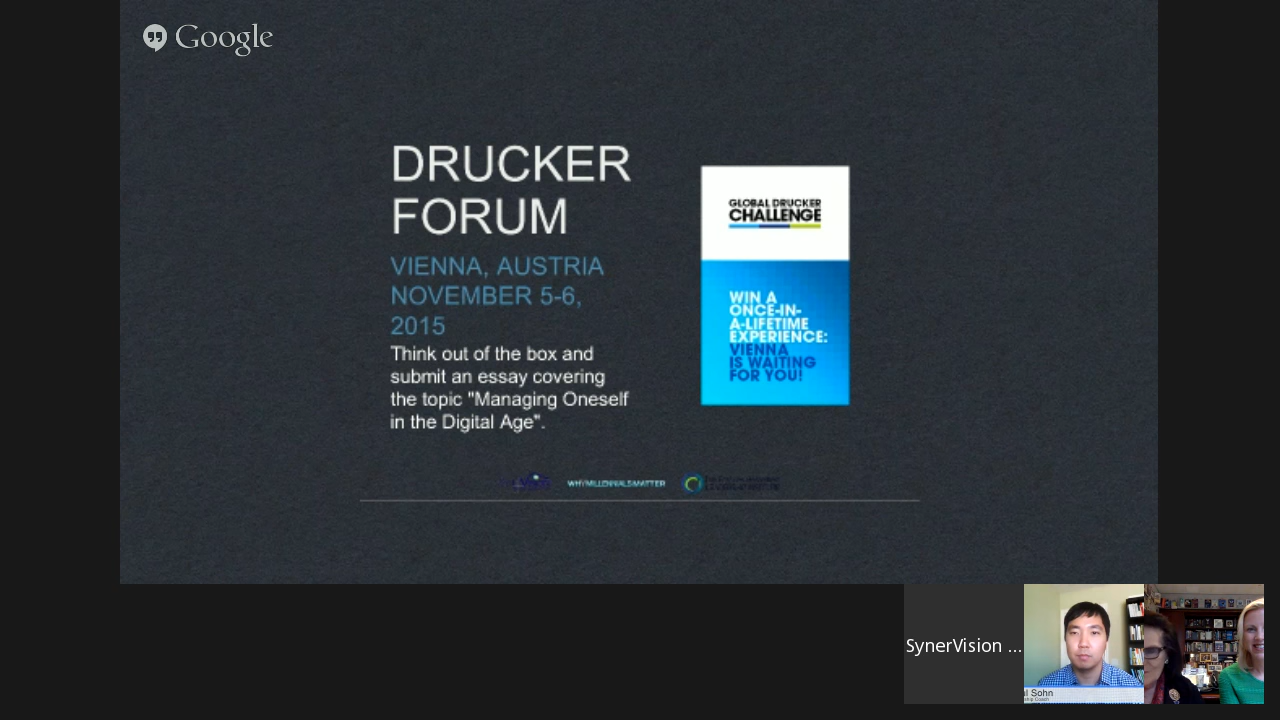 Google
DRUCKER
FORUM
VIENNA, AUSTRIA
NOVEMBER 5-6,
2015
Think out of the box and
submit an essay covering
the topic "Managing Oneself
in the Digital Age".
GLOBAL DRUCKER
CHALLENGE
WIN A
ONCE-IN-
A-LIFETIME
EXPERIENCE:
VIENNA
IS WAITING
FOR YOU!
WHYMILLENNIALSMATTER
SynerVision ...
Sohn